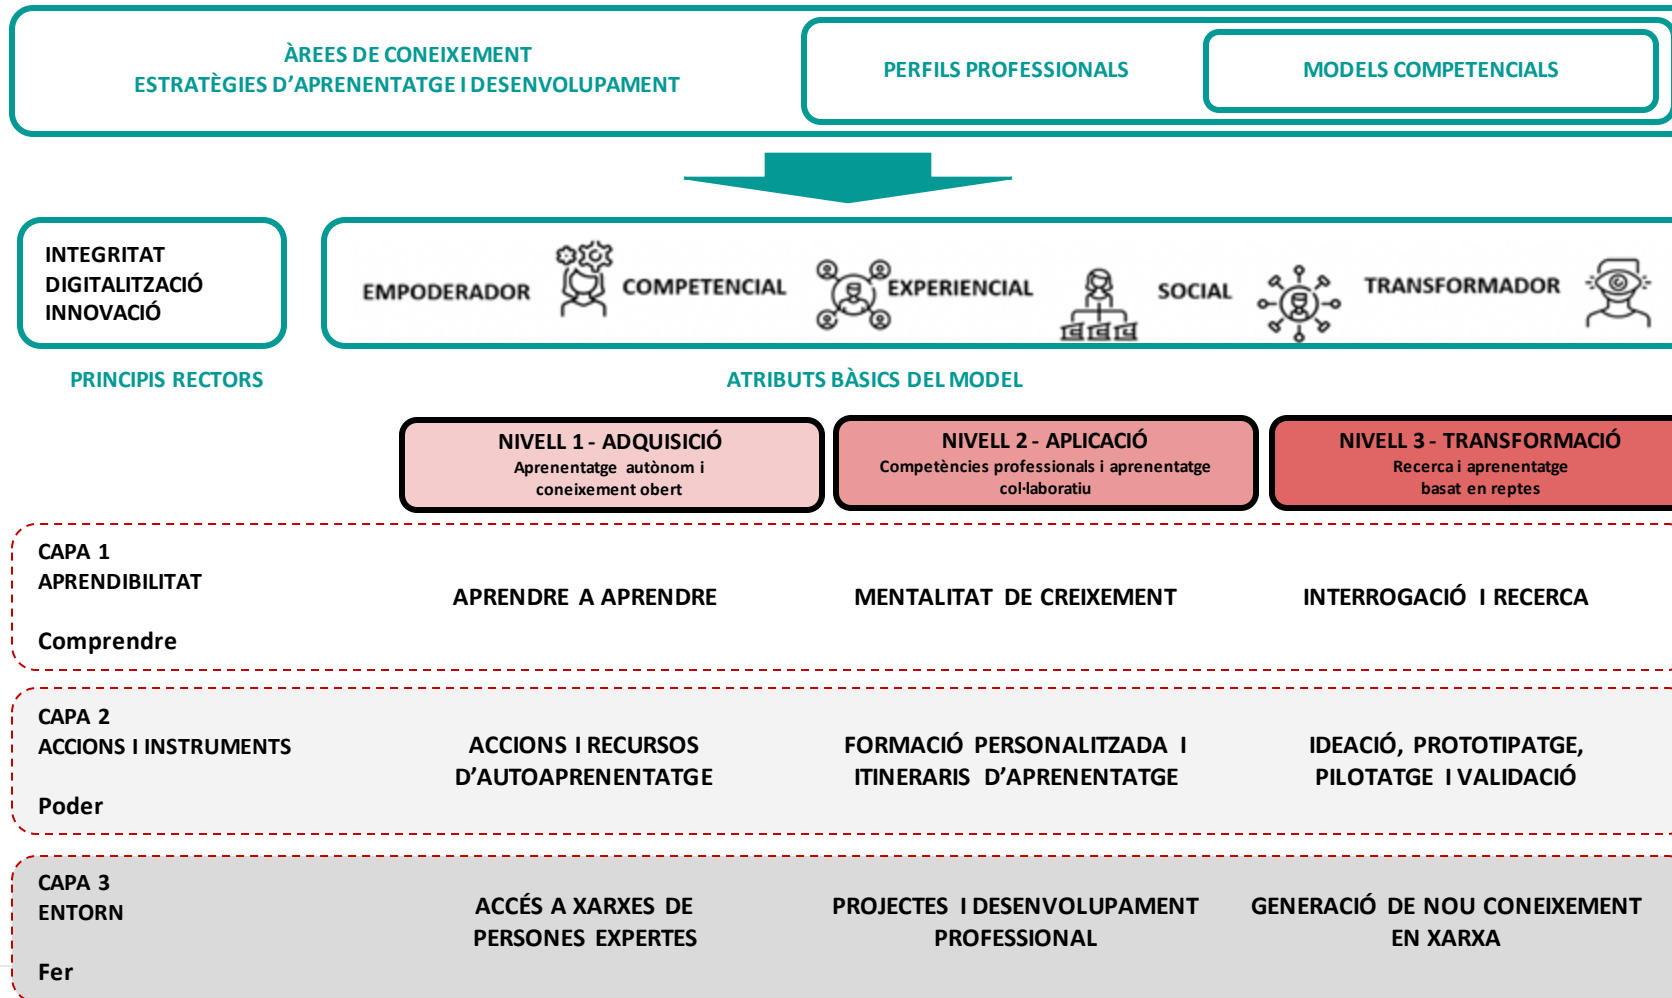 ÀREES DE CONEIXEMENT
ESTRATÈGIES D'APRENENTATGE I DESENVOLUPAMENT
PERFILS PROFESSIONALS
MODELS COMPETENCIALS
INTEGRITAT
DIGITALITZACIÓ
INNOVACIÓ
EMPODERADOR
COMPETENCIAL
EXPERIENCIAL
SOCIAL
TRANSFORMADOR
PRINCIPIS RECTORS
ATRIBUTS BÀSICS DEL MODEL
NIVELL 1 - ADQUISICIÓ
Aprenentatge autònom i
coneixement obert
NIVELL 2 - APLICACIÓ
Competències professionals i aprenentatge
col·laboratiu
NIVELL 3 - TRANSFORMACIÓ
Recerca i aprenentatge
basat en reptes
CAPA 1
APRENDIBILITAT
Comprendre
APRENDRE A APRENDRE
MENTALITAT DE CREIXEMENT
INTERROGACIÓ I RECERCA
CAPA 2
ACCIONS I INSTRUMENTS
Poder
ACCIONS I RECURSOS
D'AUTOAPRENENTATGE
FORMACIÓ PERSONALITZADA I
ITINERARIS D'APRENENTATGE
IDEACIÓ, PROTOTIPATGE,
PILOTATGE I VALIDACIÓ
CAPA 3
ENTORN
Fer
ACCÉS A XARXES DE
PERSONES EXPERTES
PROJECTES I DESENVOLUPAMENT
PROFESSIONAL
GENERACIÓ DE NOU CONEIXEMENT
EN XARXA